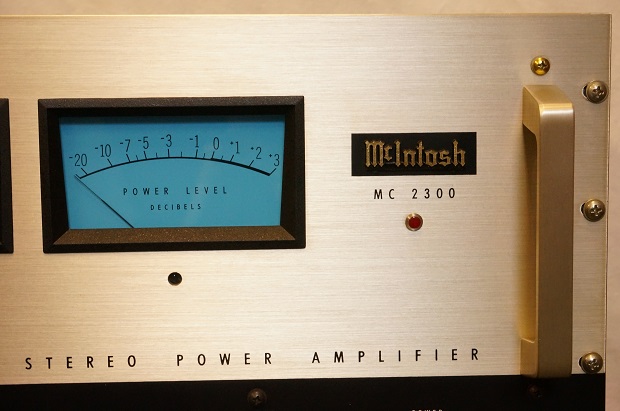 -20 -10 -7 -5 -3 -1 0 +1 +2 +3
POWER LEVEL
DECIBELS
McIntosh
MC 2300
STEREO POWER AMPLIFIER
POWER